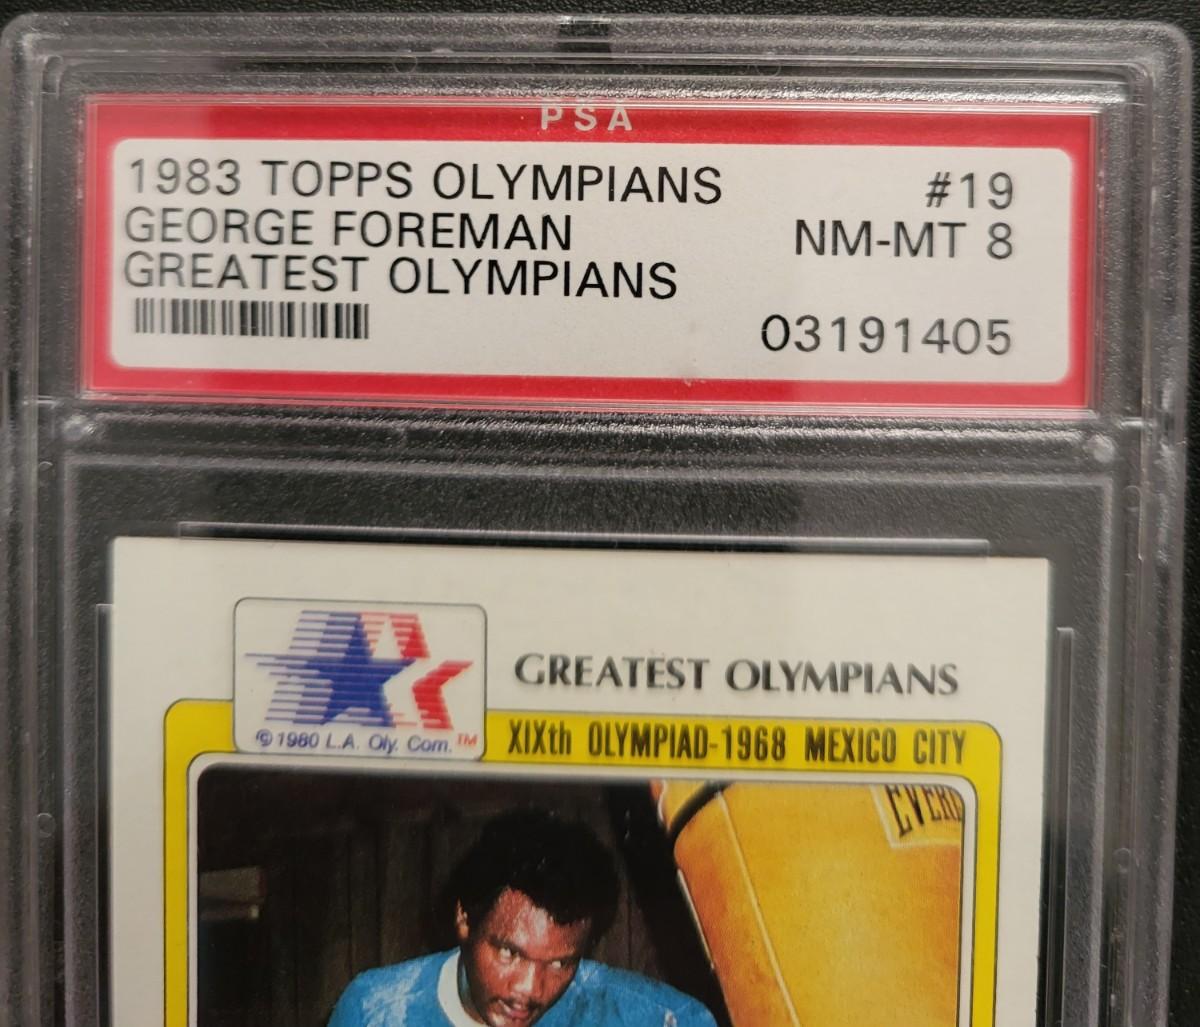 PSA
1983 TOPPS OLYMPIANS #19
GEORGE FOREMAN NM-MT 8
GREATEST OLYMPIANS
03191405
GREATEST OLYMPIANS
©1980 L.A. Oly. Com.™
XIXth OLYMPIAD-1968 MEXICO CITY